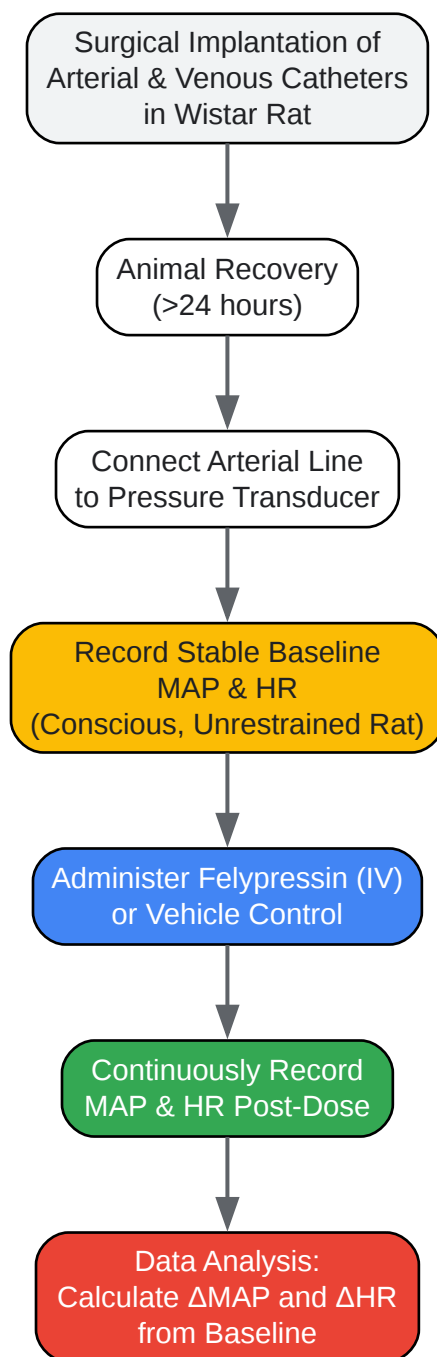 Surgical Implantation of
Arterial & Venous Catheters
in Wistar Rat
Animal Recovery
(>24 hours)
Connect Arterial Line
to Pressure Transducer
Record Stable Baseline
MAP & HR
(Conscious, Unrestrained Rat)
Administer Felypressin (IV)
or Vehicle Control
Continuously Record
MAP & HR Post-Dose
Data Analysis:
Calculate ΔMAP and ΔHR
from Baseline